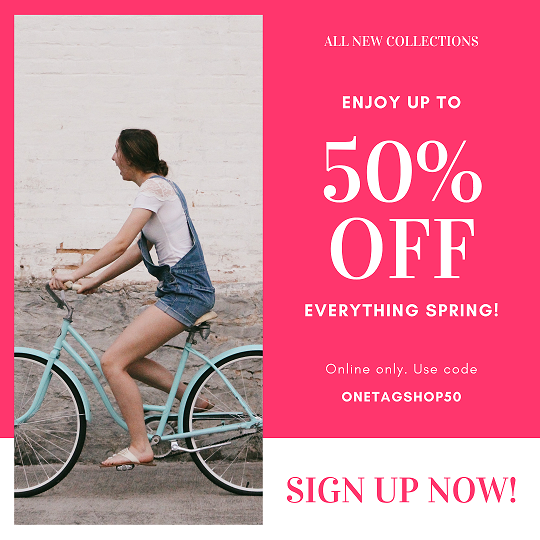 ALL NEW COLLECTIONS
ENJOY UP TO
50%
OFF
EVERYTHING SPRING!
Online only. Use code
ONETAGSHOP50
SIGN UP NOW!